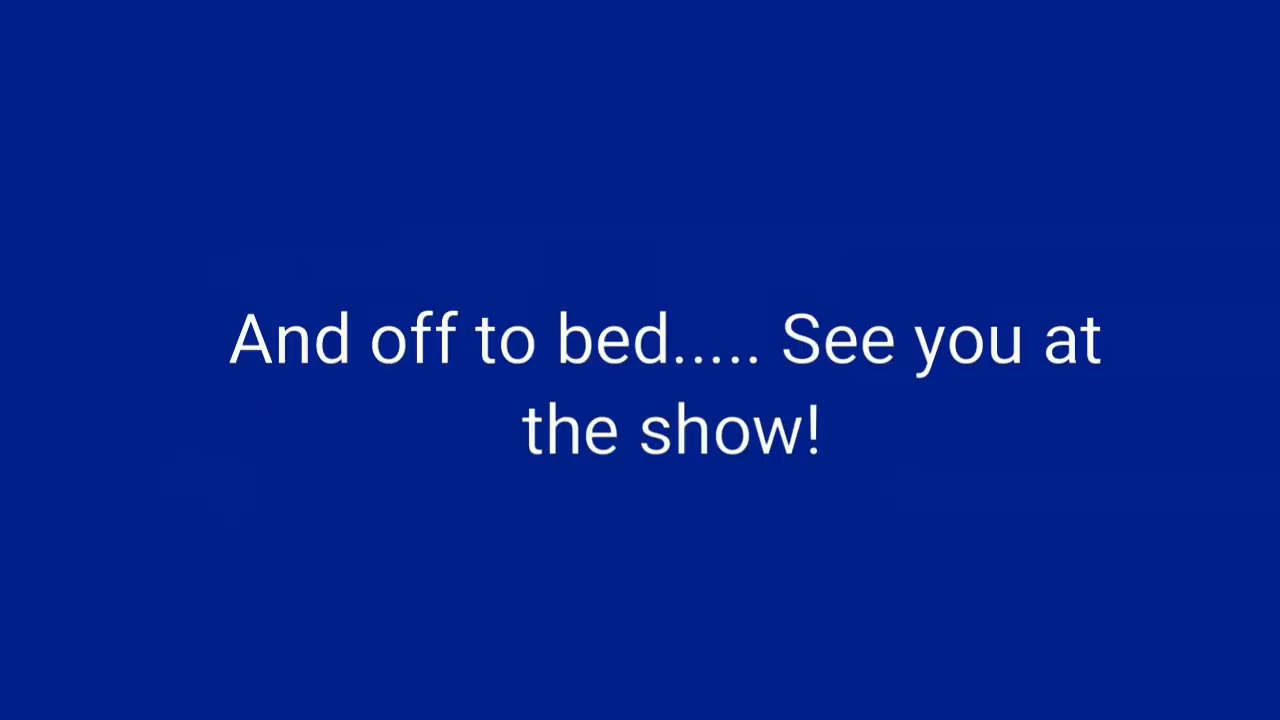 And off to bed..... See you at
the show!